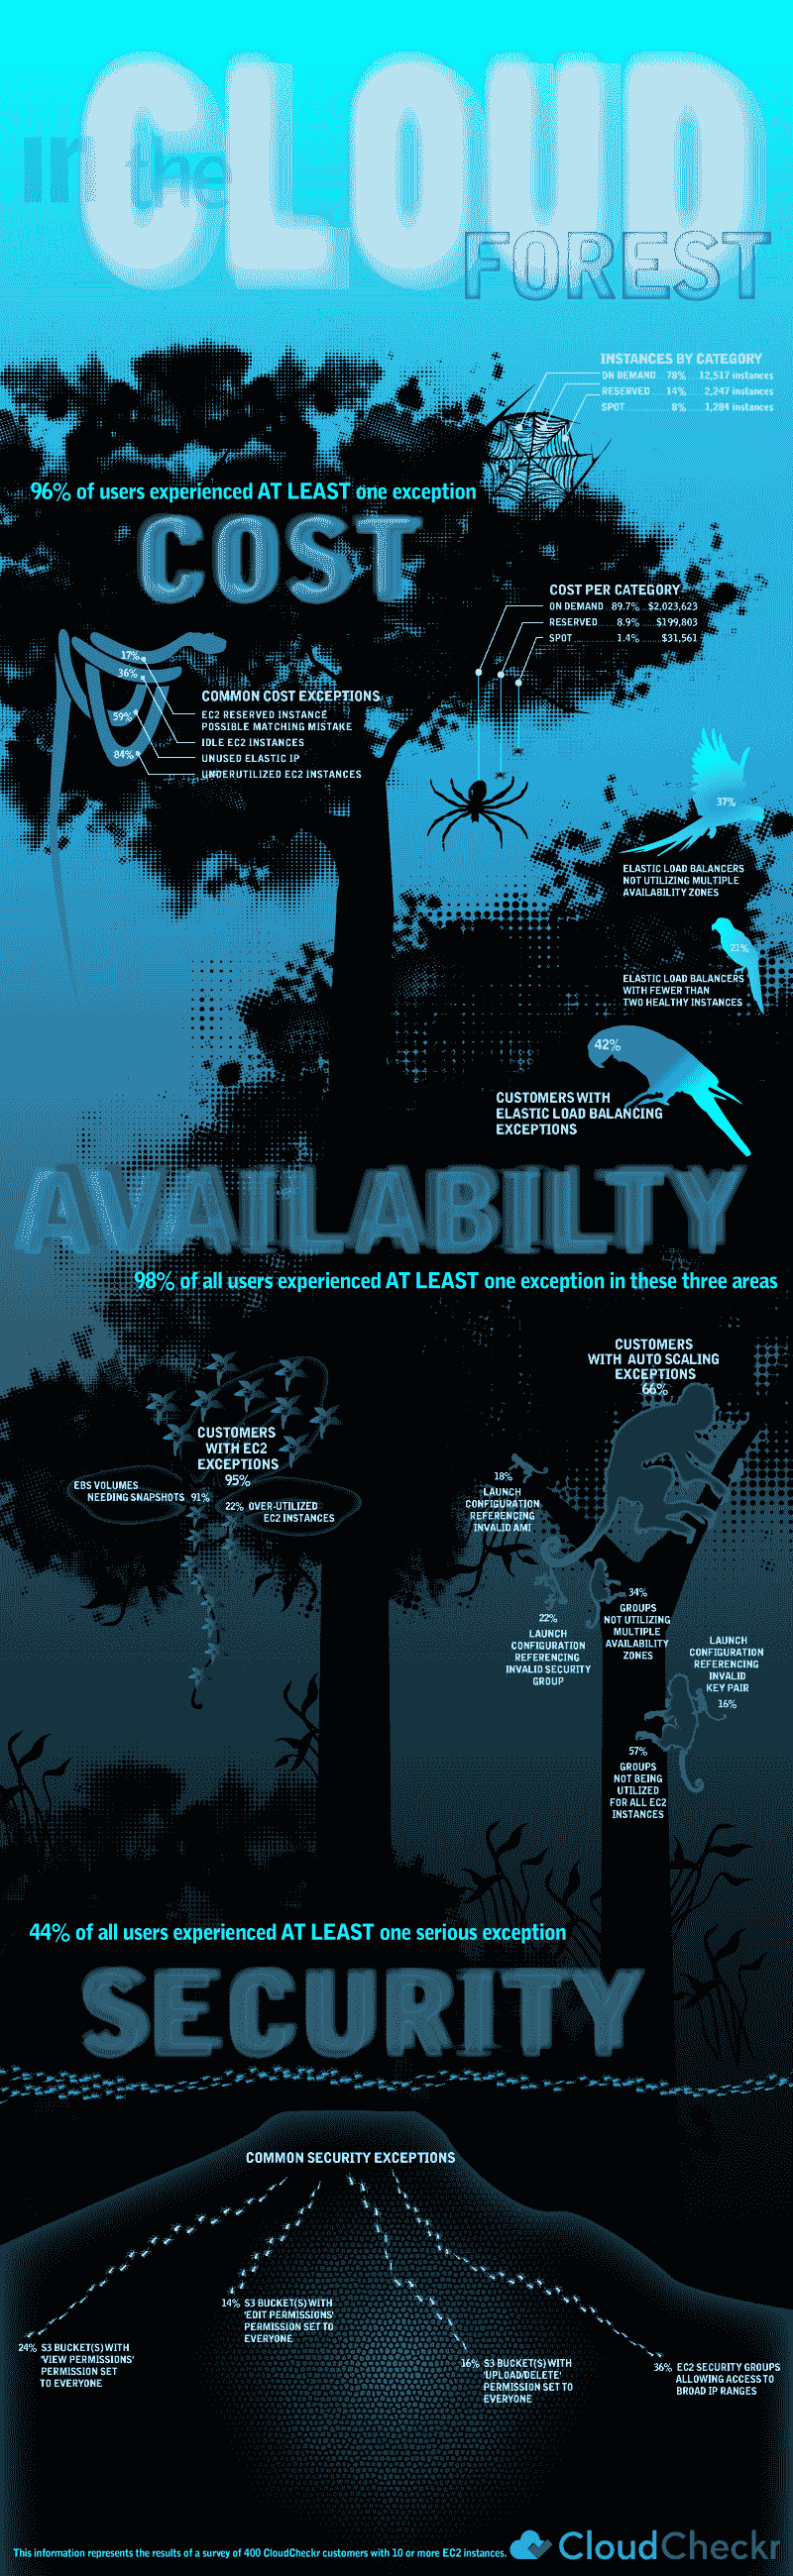 in the
CLOUD
FOREST
INSTANCES BY CATEGORY
ON DEMAND 78% 12,517 instances
RESERVED 14% 2,247 instances
SPOT 8% 1,284 instances
96% of users experienced AT LEAST one exception
COST
COST PER CATEGORY
ON DEMAND 89.7% $2,023,623
RESERVED 8.9% $199,803
SPOT 1.4% $31,561
17%
36%
59%
84%
COMMON COST EXCEPTIONS
EC2 RESERVED INSTANCE
POSSIBLE MATCHING MISTAKE
IDLE EC2 INSTANCES
UNUSED ELASTIC IP
UNDERUTILIZED EC2 INSTANCES
37%
ELASTIC LOAD BALANCERS
NOT UTILIZING MULTIPLE
AVAILABILITY ZONES
21%
ELASTIC LOAD BALANCERS
WITH FEWER THAN
TWO HEALTHY INSTANCES
42%
CUSTOMERS WITH
ELASTIC LOAD BALANCING
EXCEPTIONS
AVAILABILTY
98% of all users experienced AT LEAST one exception in these three areas
CUSTOMERS
WITH EC2
EXCEPTIONS
95%
EBS VOLUMES
NEEDING SNAPSHOTS 91%
22% OVER-UTILIZED
EC2 INSTANCES
CUSTOMERS
WITH AUTO SCALING
EXCEPTIONS
66%
18%
LAUNCH
CONFIGURATION
REFERENCING
INVALID AMI
22%
LAUNCH
CONFIGURATION
REFERENCING
INVALID SECURITY
GROUP
34%
GROUPS
NOT UTILIZING
MULTIPLE
AVAILABILITY
ZONES
LAUNCH
CONFIGURATION
REFERENCING
INVALID
KEY PAIR
16%
57%
GROUPS
NOT BEING
UTILIZED
FOR ALL EC2
INSTANCES
44% of all users experienced AT LEAST one serious exception
SECURITY
COMMON SECURITY EXCEPTIONS
24% S3 BUCKET(S) WITH
'VIEW PERMISSIONS'
PERMISSION SET
TO EVERYONE
14% S3 BUCKET(S) WITH
'EDIT PERMISSIONS'
PERMISSION SET TO
EVERYONE
16% S3 BUCKET(S) WITH
'UPLOAD/DELETE'
PERMISSION SET TO
EVERYONE
36% EC2 SECURITY GROUPS
ALLOWING ACCESS TO
BROAD IP RANGES
This information represents the results of a survey of 400 CloudCheckr customers with 10 or more EC2 instances.
CloudCheckr